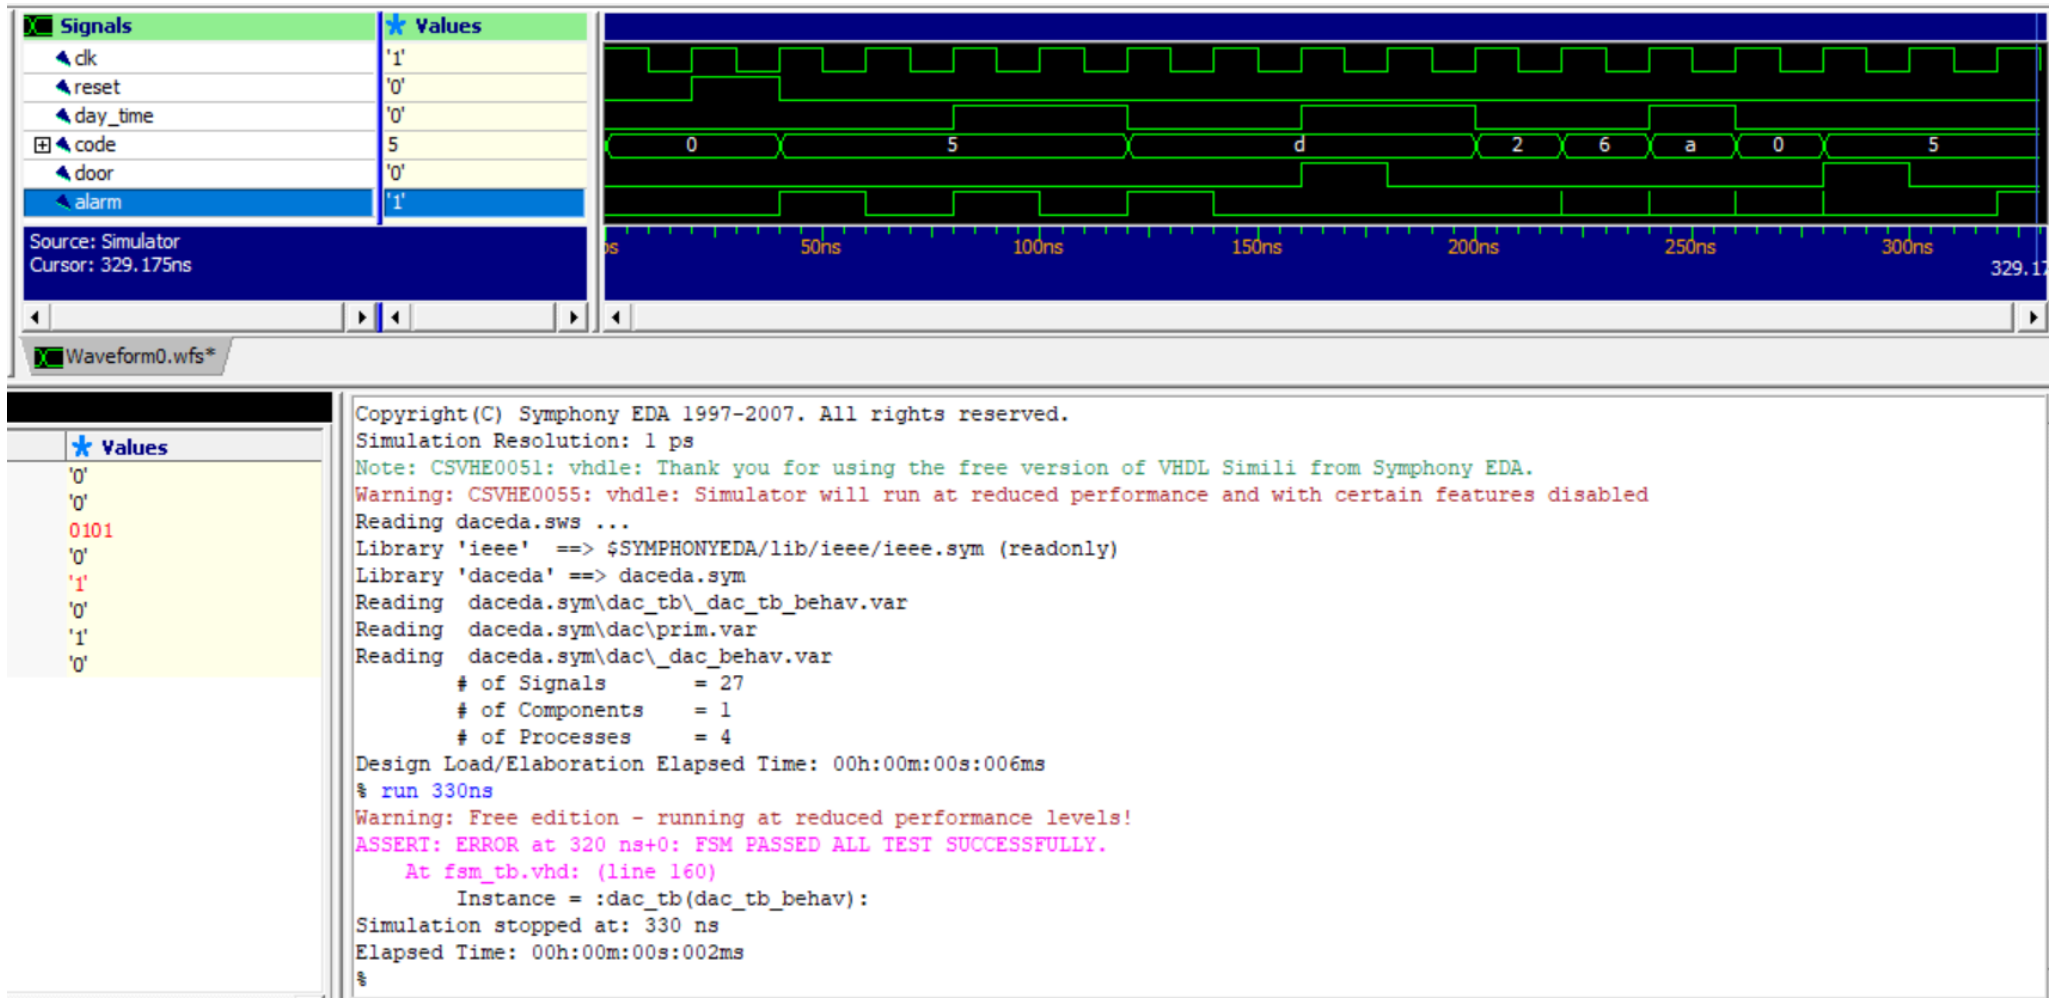 Signals Values
clk '1'
reset '0'
day_time '0'
code 5 0 5 d 2 6 a 0 5
door '0'
alarm '1'
Source: Simulator
Cursor: 329.175ns
50ns 100ns 150ns 200ns 250ns 300ns
Waveform0.wfs*
Values
'0'
'0'
0101
'0'
'1'
'0'
'1'
'0'
Copyright(C) Symphony EDA 1997-2007. All rights reserved.
Simulation Resolution: 1 ps
Note: CSVHE0051: vhdle: Thank you for using the free version of VHDL Simili from Symphony EDA.
Warning: CSVHE0055: vhdle: Simulator will run at reduced performance and with certain features disabled
Reading daceda.sws ...
Library 'ieee' ==> $SYMPHONYEDA/lib/ieee/ieee.sym (readonly)
Library 'daceda' ==> daceda.sym
Reading daceda.sym\dac_tb\_dac_tb_behav.var
Reading daceda.sym\dac\prim.var
Reading daceda.sym\dac\_dac_behav.var
# of Signals = 27
# of Components = 1
# of Processes = 4
Design Load/Elaboration Elapsed Time: 00h:00m:00s:006ms
% run 330ns
Warning: Free edition - running at reduced performance levels!
ASSERT: ERROR at 320 ns+0: FSM PASSED ALL TEST SUCCESSFULLY.
At fsm_tb.vhd: (line 160)
Instance = :dac_tb(dac_tb_behav):
Simulation stopped at: 330 ns
Elapsed Time: 00h:00m:00s:002ms
%